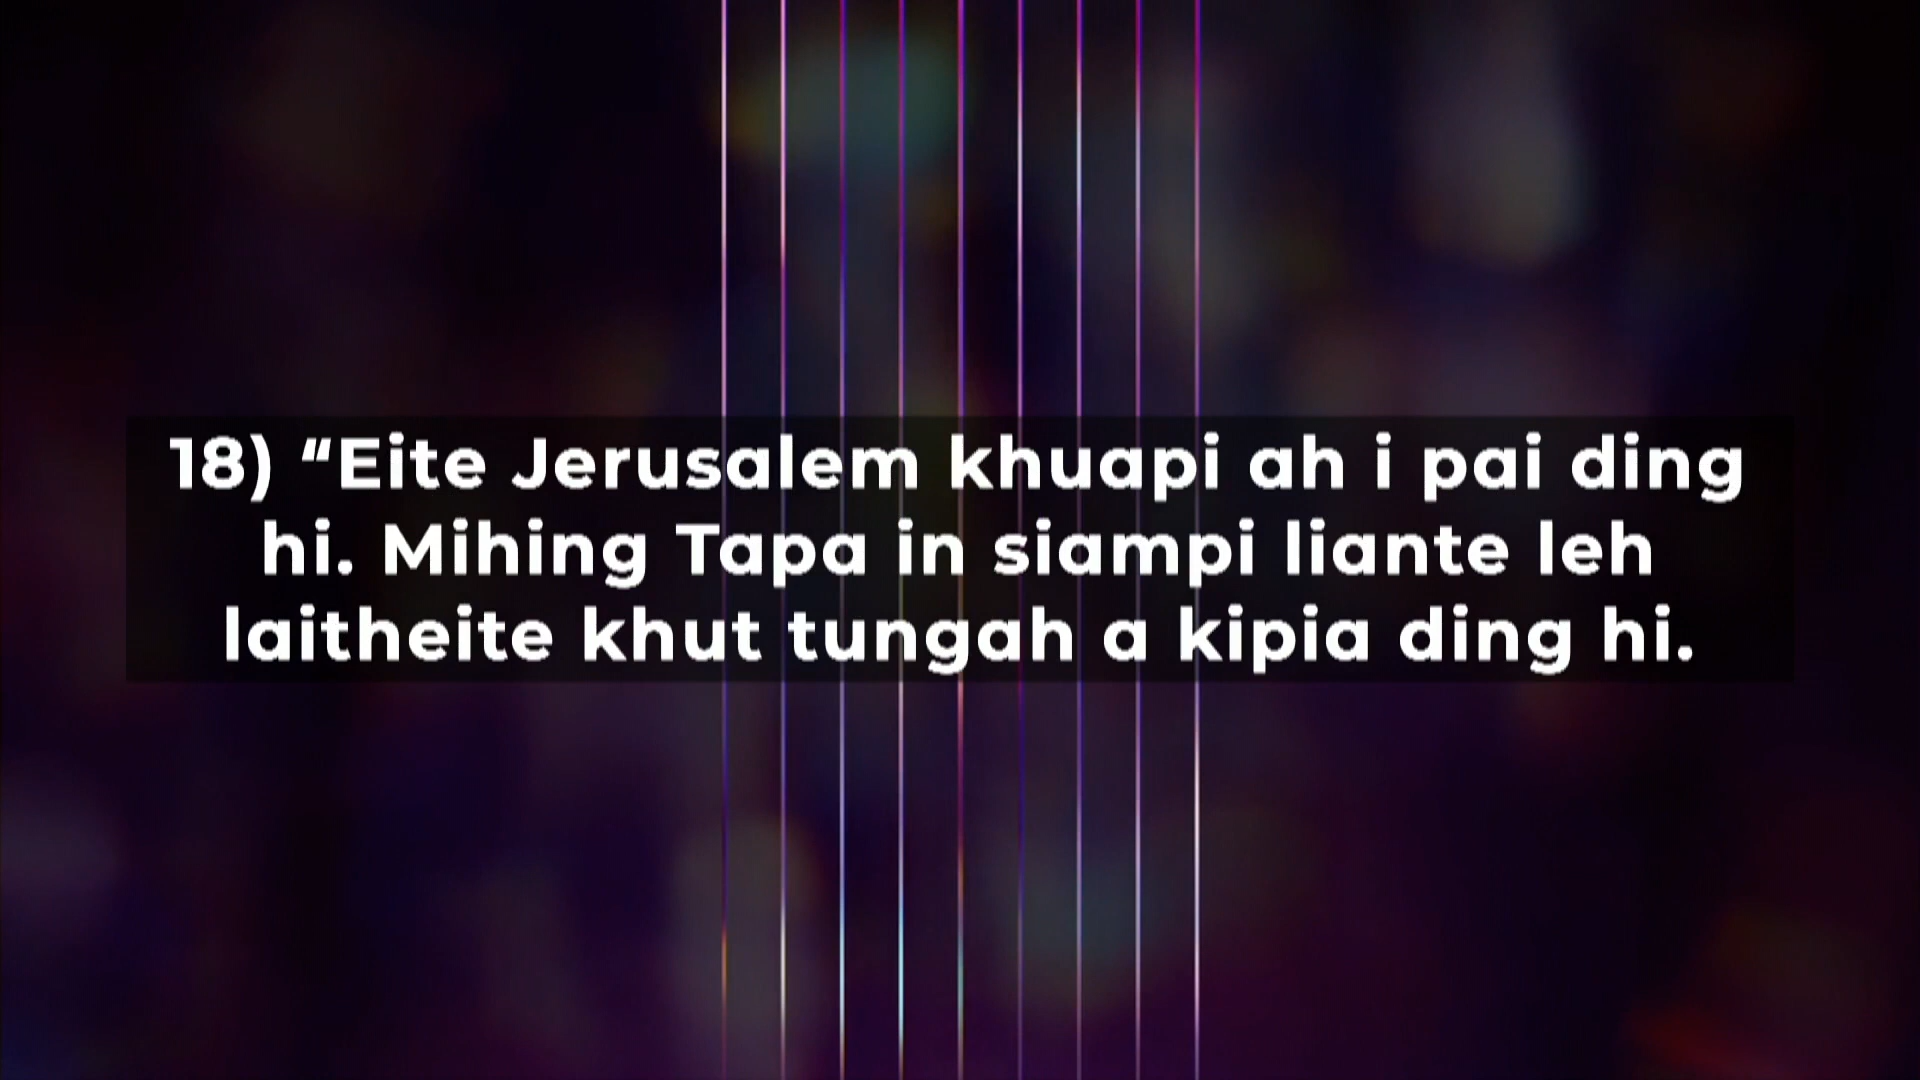 18) “Eite Jerusalem khuapi ah i pai ding
hi. Mihing Tapa in siampi liante leh
laitheite khut tungah a kipia ding hi.